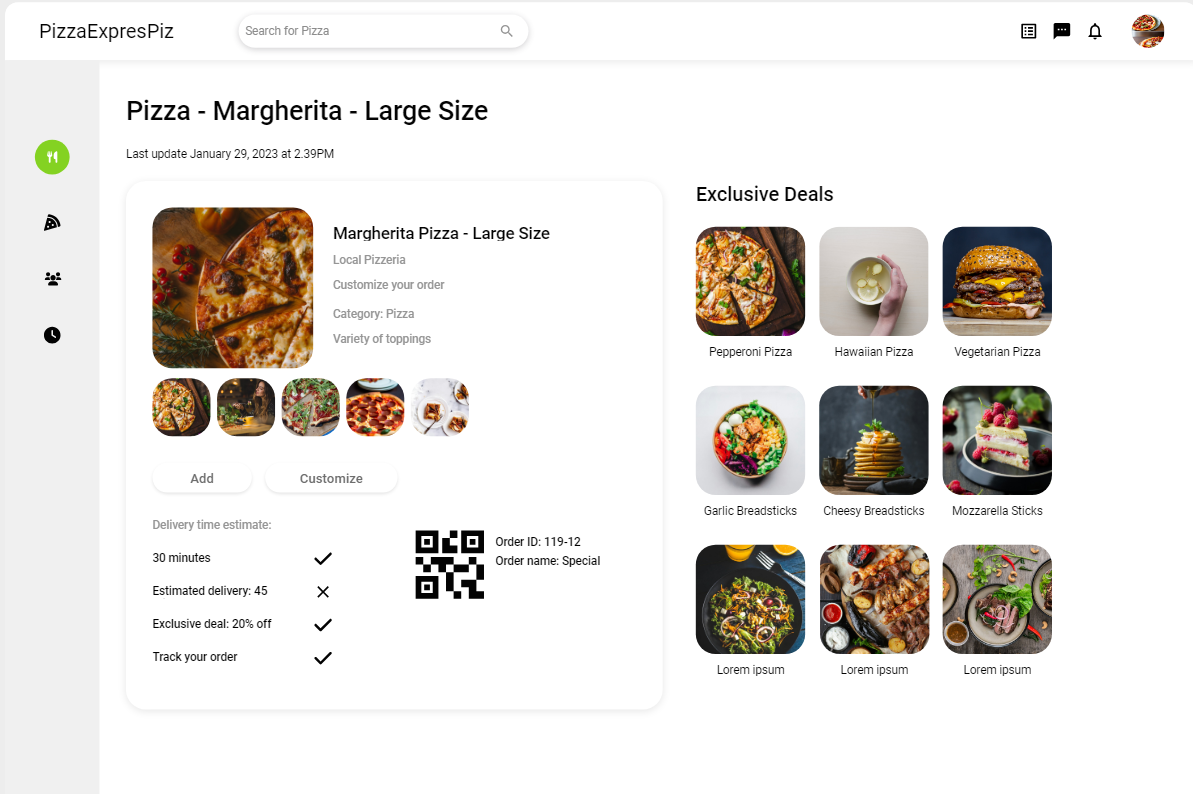 PizzaExpresPiz
Search for Pizza
Pizza - Margherita - Large Size
Last update January 29, 2023 at 2.39PM
Margherita Pizza - Large Size
Local Pizzeria
Customize your order
Category: Pizza
Variety of toppings
Add
Customize
Delivery time estimate:
30 minutes
Estimated delivery: 45
Exclusive deal: 20% off
Track your order
Order ID: 119-12
Order name: Special
Exclusive Deals
Pepperoni Pizza
Hawaiian Pizza
Vegetarian Pizza
Garlic Breadsticks
Cheesy Breadsticks
Mozzarella Sticks
Lorem ipsum
Lorem ipsum
Lorem ipsum